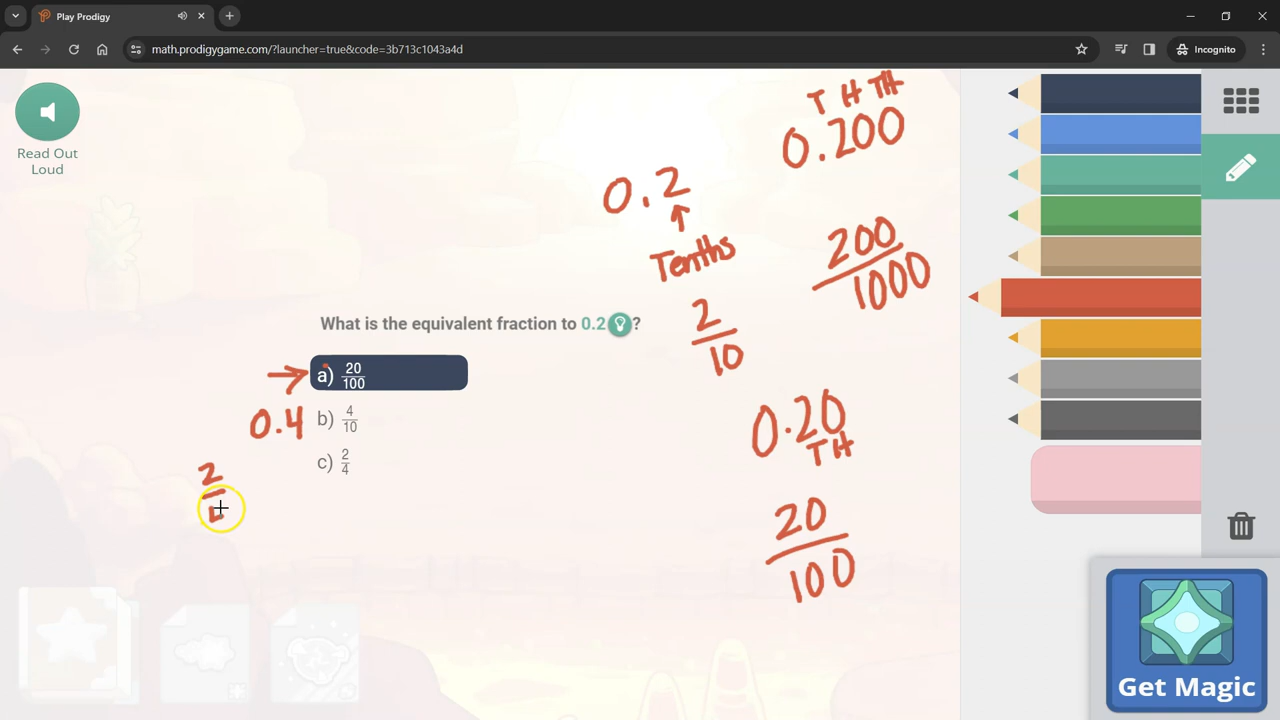 Play Prodigy
math.prodigygame.com/?launcher=true&code=3b713c1043a4d
Incognito
Read Out
Loud
T H TH
0.200
0.2
Tenths
200
1000
2
10
What is the equivalent fraction to 0.2 ?
a) 20/100
0.4 b) 4/10
c) 2/4
0.20
T H
2
20
100
Get Magic